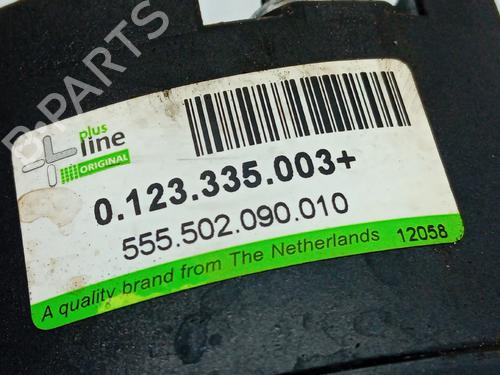 B-PARTS
plus
line
ORIGINAL
0.123.335.003+
555.502.090.010
A quality brand from The Netherlands 12058